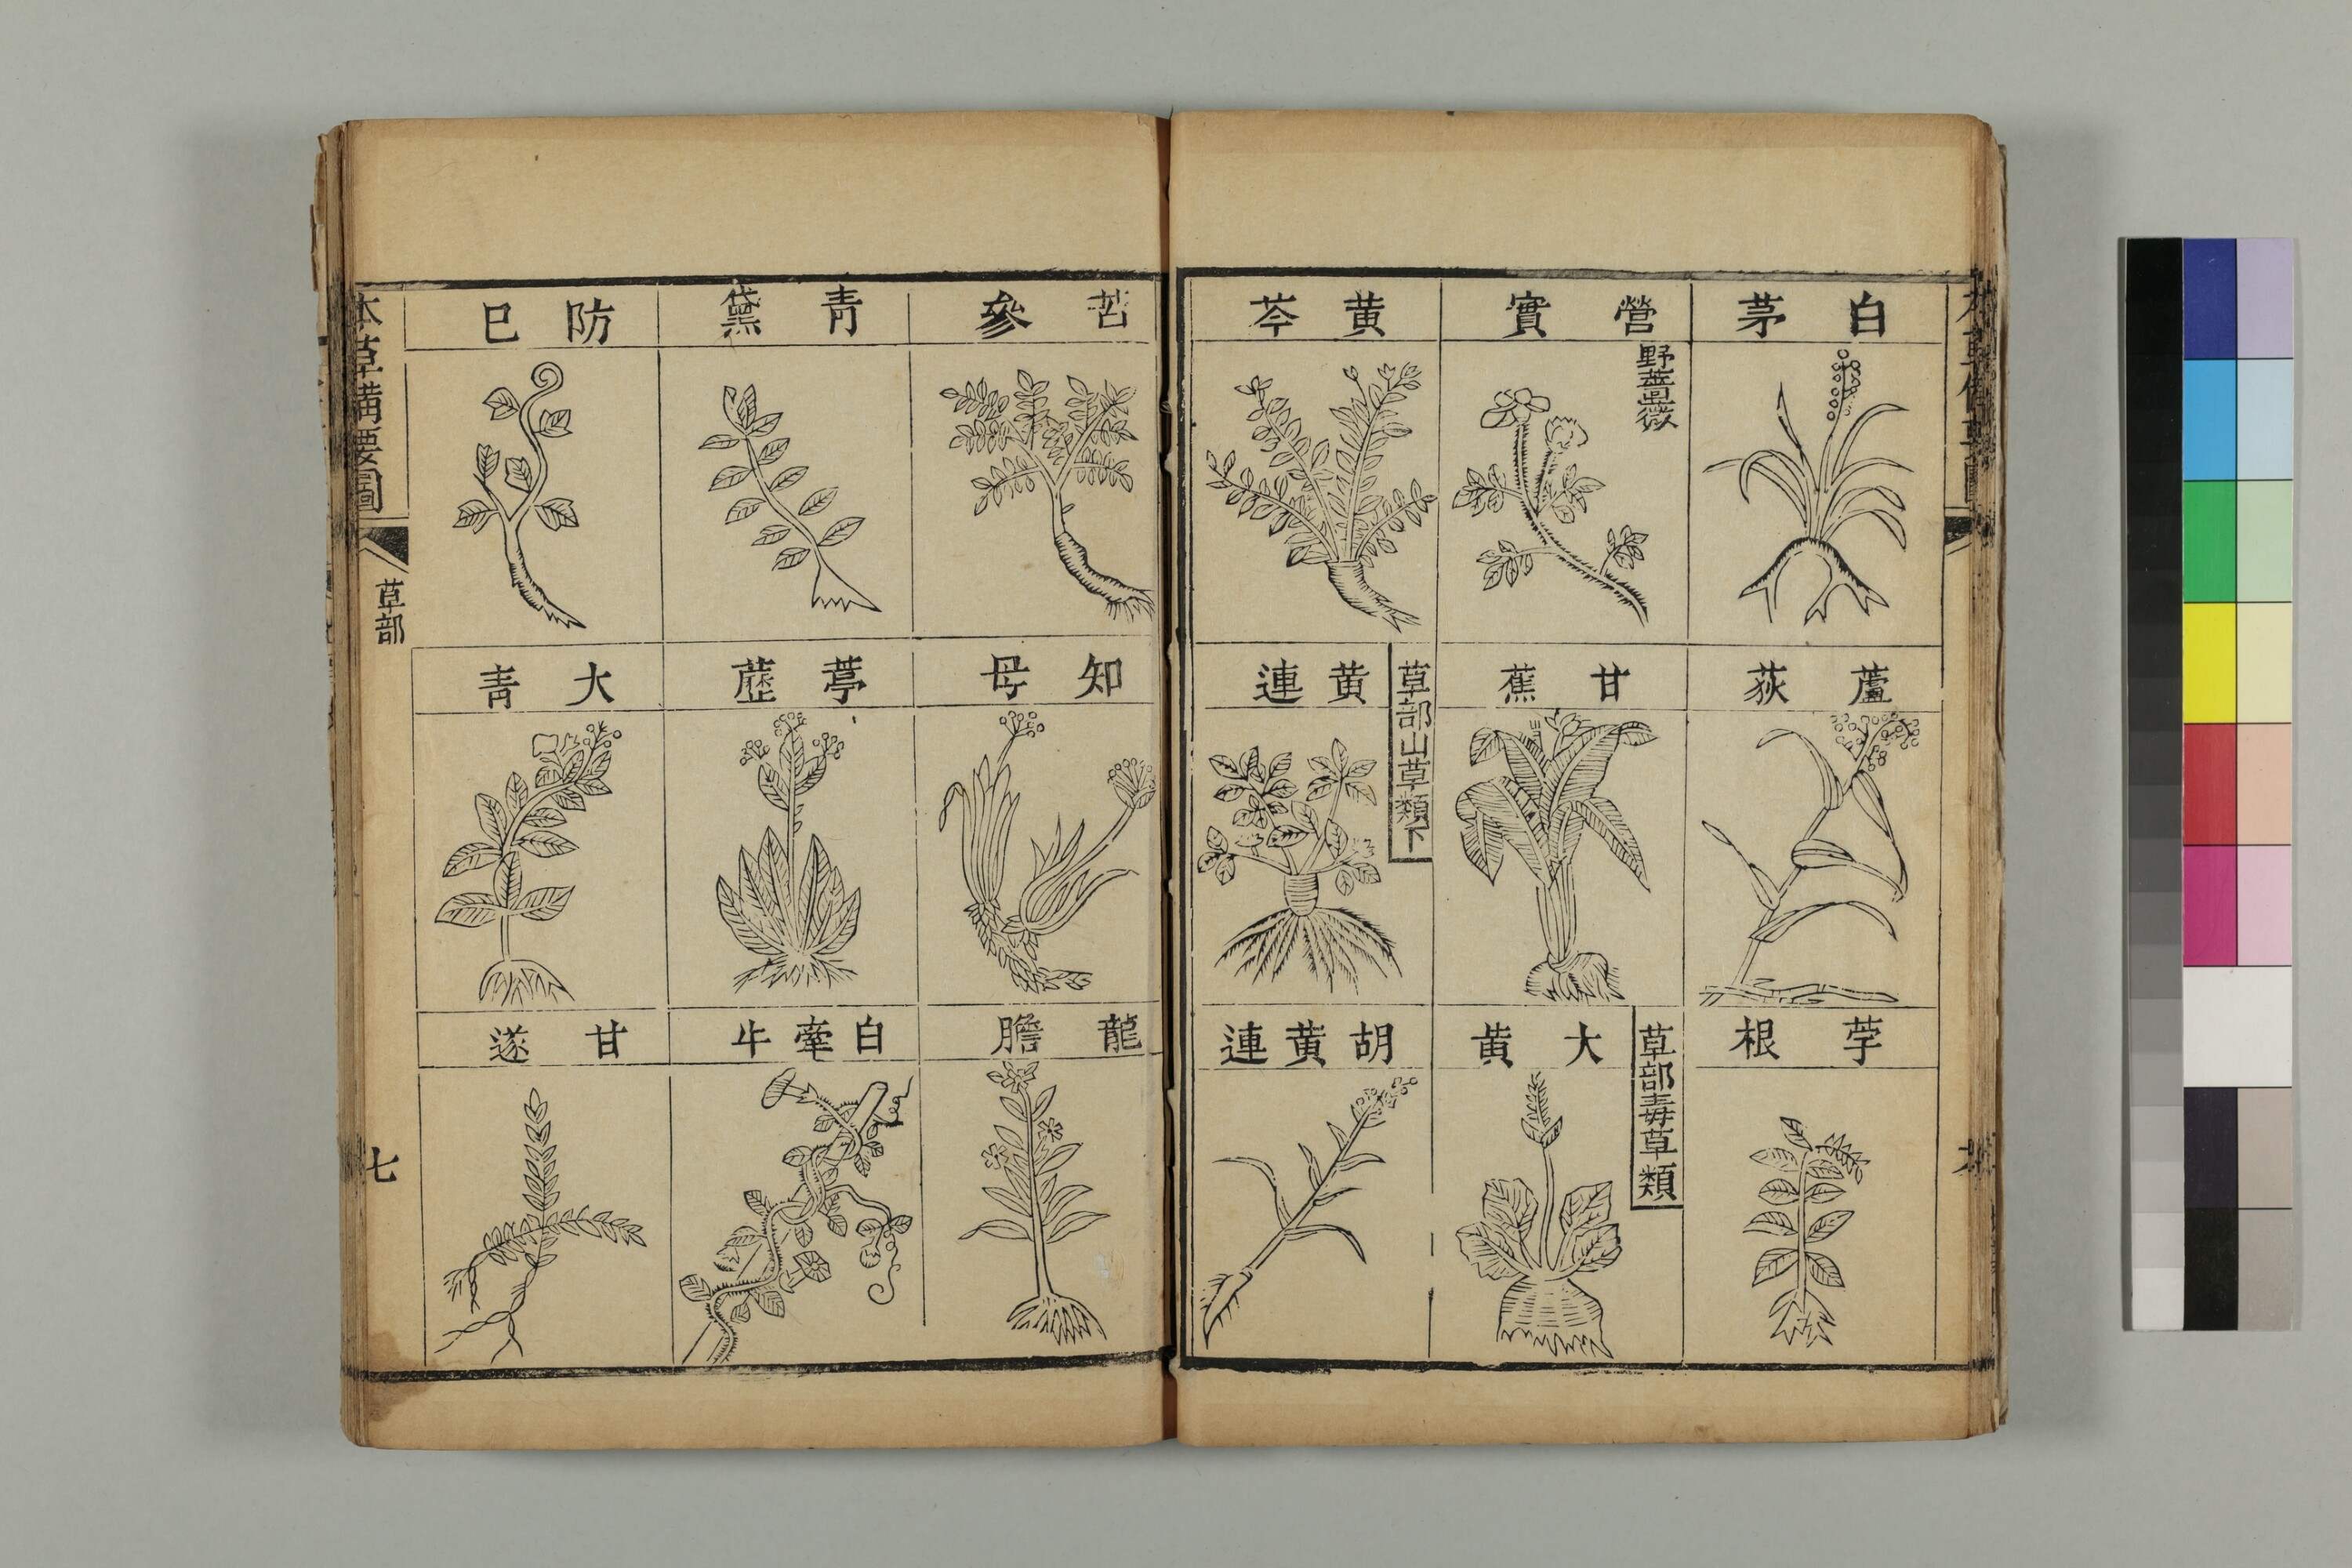 白茅
營實
野薔薇
黃芩
蘆荻
甘蕉
草部山草類下
黃連
苧根
草部毒草類
大黃
胡黃連
苦參
青黛
防已
知母
葶藶
大青
龍膽
白牽牛
甘遂
本草搆要圖
草部
七